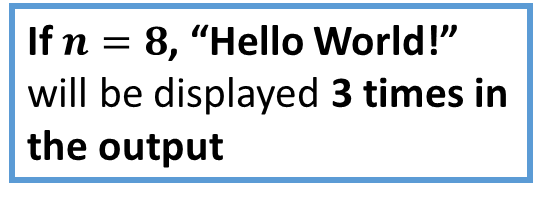 If 𝒏 = 𝟖, “Hello World!”
will be displayed 3 times in
the output